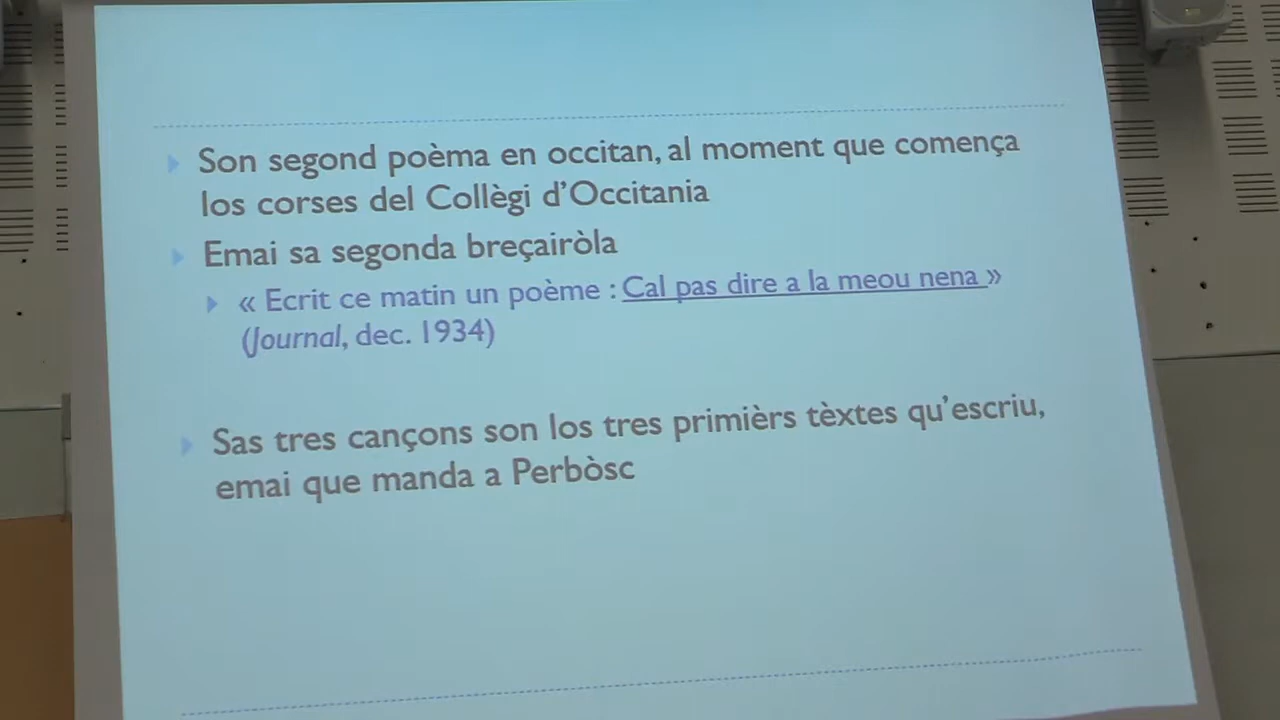 Son segond poèma en occitan, al moment que comença
los corses del Collègi d'Occitania
Emai sa segonda breçairòla
« Ecrit ce matin un poème : Cal pas dire a la meou nena »
(Journal, dec. 1934)
Sas tres cançons son los tres primièrs tèxtes qu'escriu,
emai que manda a Perbòsc